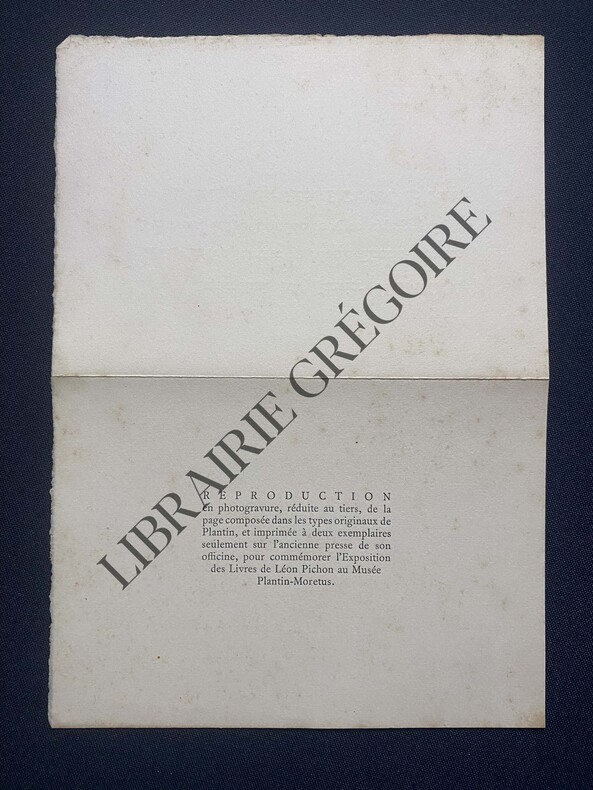 LIBRAIRIE GRÉGOIRE
REPRODUCTION
en photogravure, réduite au tiers, de la
page composée dans les types originaux de
Plantin, et imprimée à deux exemplaires
seulement sur l'ancienne presse de son
officine, pour commémorer l'Exposition
des Livres de Léon Pichon au Musée
Plantin-Moretus.